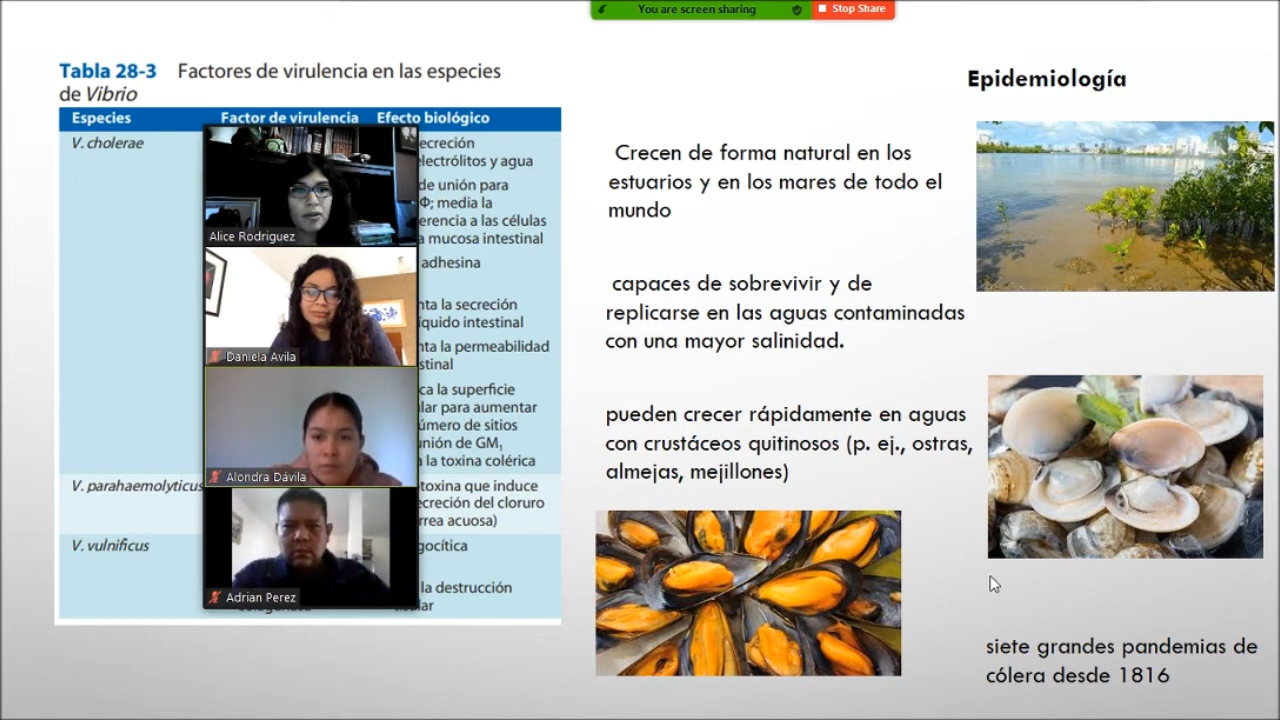 You are screen sharing
Stop Share
Tabla 28-3 Factores de virulencia en las especies
de Vibrio
Especies Factor de virulencia Efecto biológico
V. cholerae
ecreción
electrólitos y agua
de unión para
Φ; media la
erencia a las células
a mucosa intestinal
adhesina
nta la secreción
íquido intestinal
nta la permeabilidad
stinal
ca la superficie
lar para aumentar
úmero de sitios
unión de GM₁
a la toxina colérica
V. parahaemolyticus
toxina que induce
ecreción del cloruro
rrea acuosa)
V. vulnificus
gocítica
la destrucción
Alice Rodriguez
Daniela Avila
Alondra Dávila
Adrian Perez
Epidemiología
Crecen de forma natural en los
estuarios y en los mares de todo el
mundo
capaces de sobrevivir y de
replicarse en las aguas contaminadas
con una mayor salinidad.
pueden crecer rápidamente en aguas
con crustáceos quitinosos (p. ej., ostras,
almejas, mejillones)
siete grandes pandemias de
cólera desde 1816